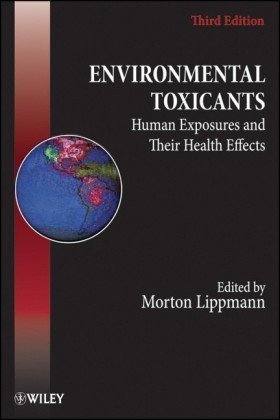 Third Edition
ENVIRONMENTAL
TOXICANTS
Human Exposures and
Their Health Effects
Edited by
Morton Lippmann
WILEY